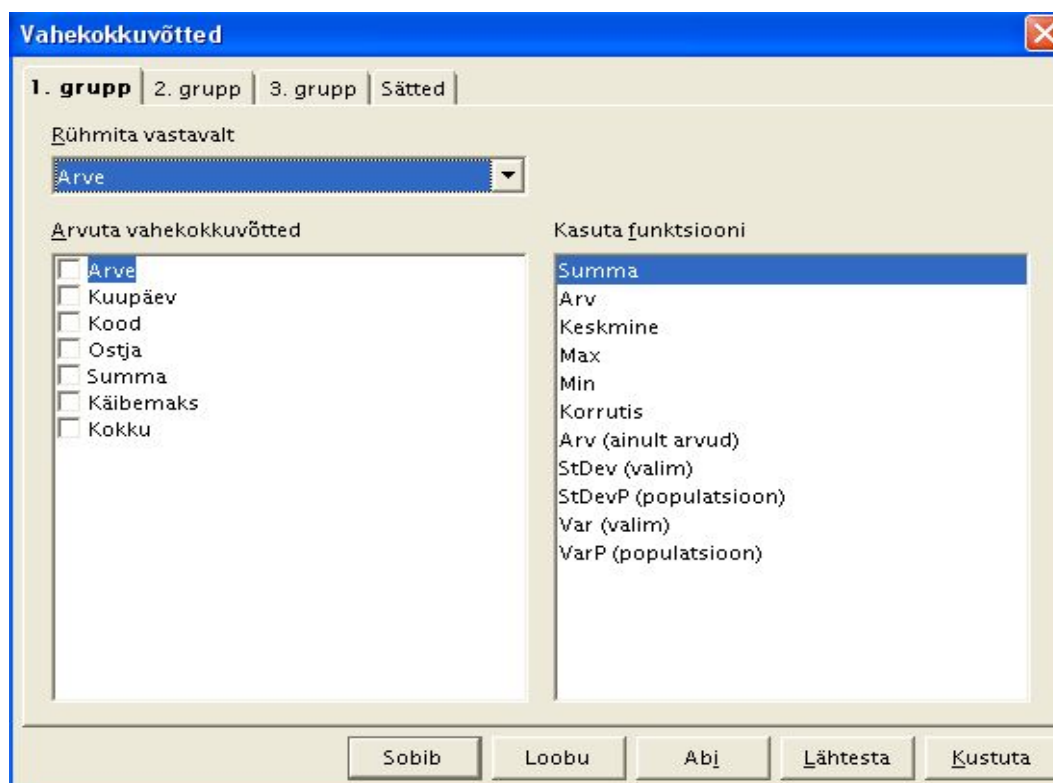 Vahekokkuvõtted
1. grupp 2. grupp 3. grupp Sätted
Rühmita vastavalt
Arve
Arvuta vahekokkuvõtted
Arve
Kuupäev
Kood
Ostja
Summa
Käibemaks
Kokku
Kasuta funktsiooni
Summa
Arv
Keskmine
Max
Min
Korrutis
Arv (ainult arvud)
StDev (valim)
StDevP (populatsioon)
Var (valim)
VarP (populatsioon)
Sobib Loobu Abi Lähtesta Kustuta